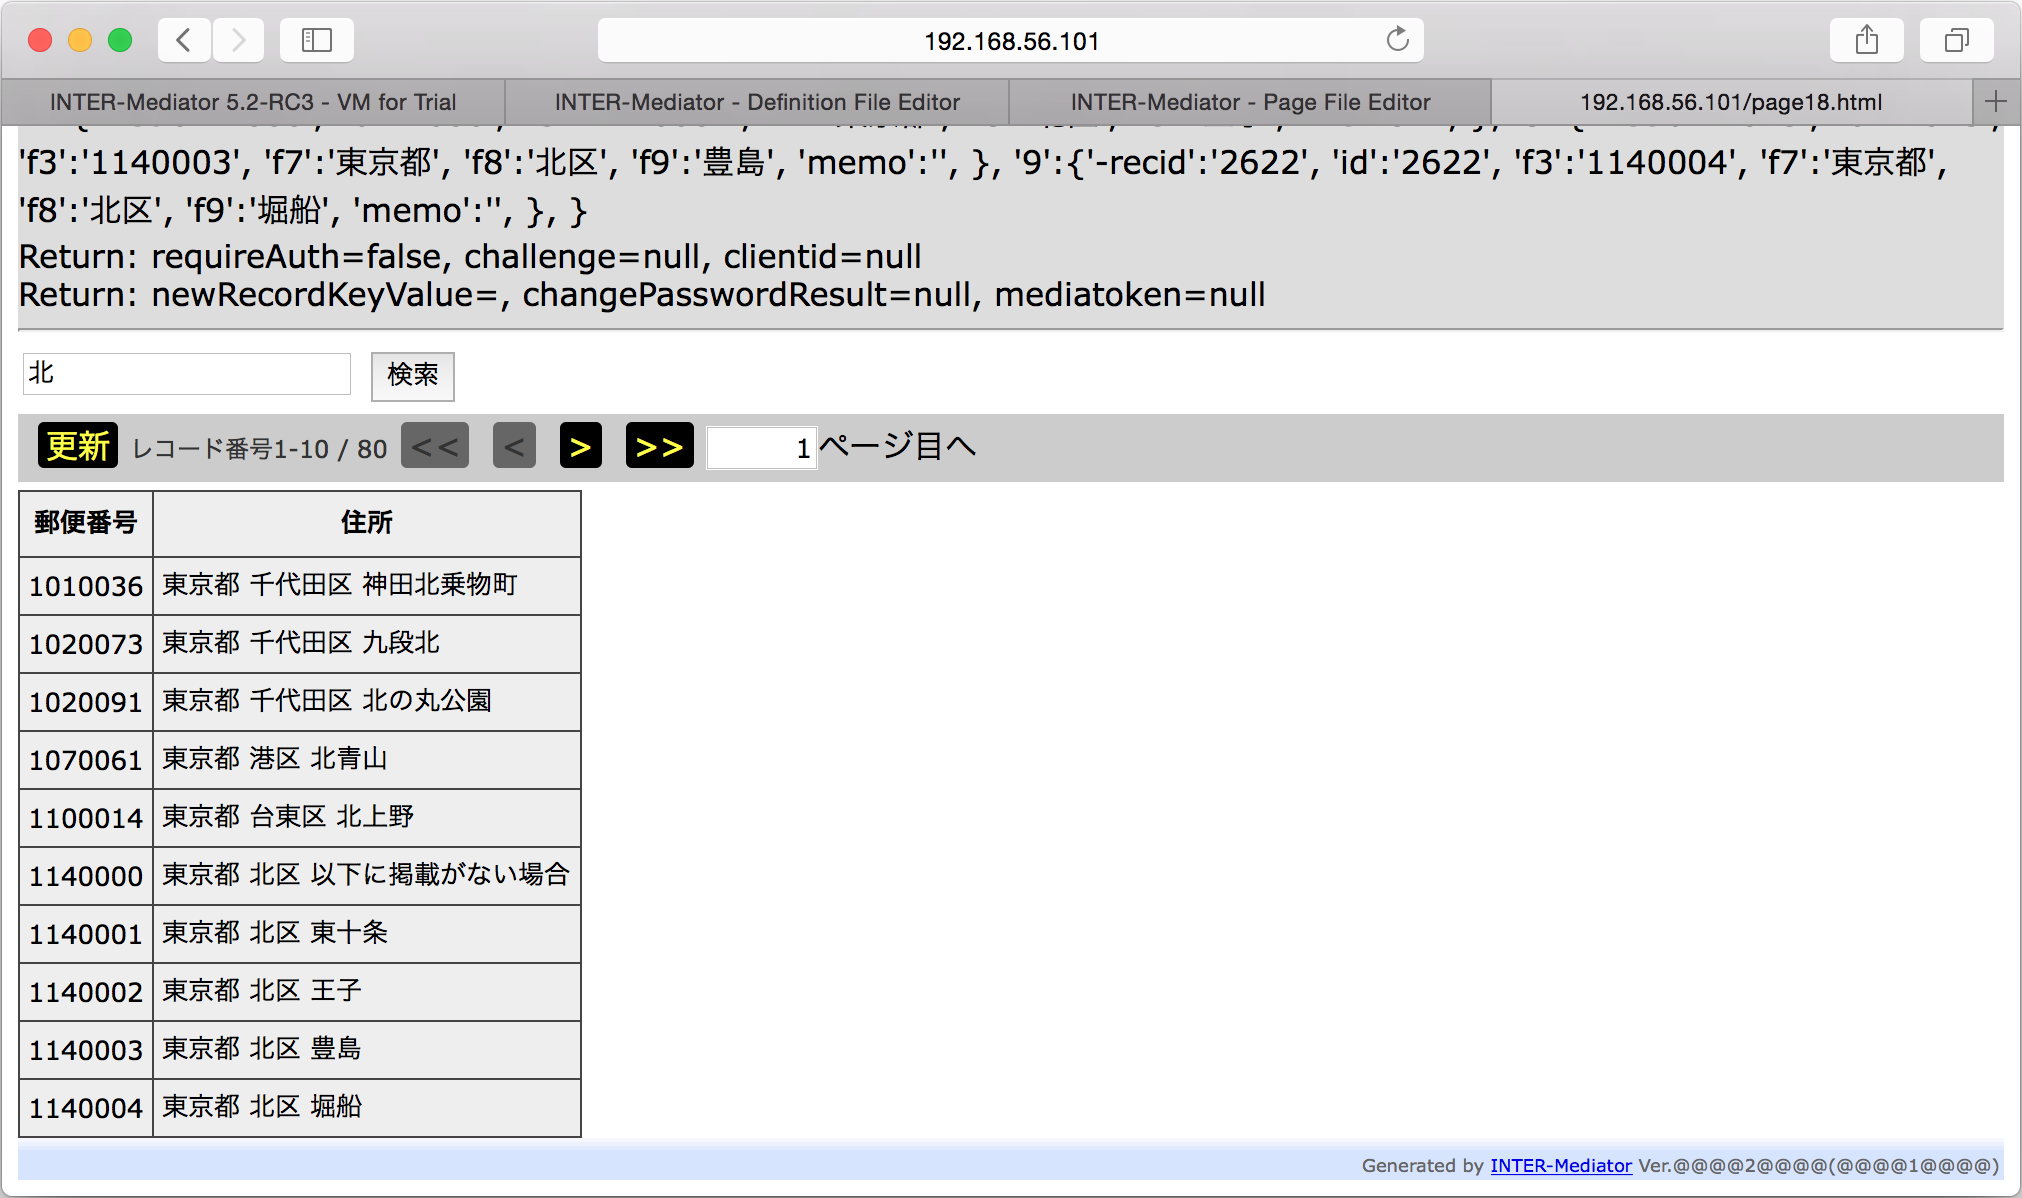 192.168.56.101
INTER-Mediator 5.2-RC3 - VM for Trial
INTER-Mediator - Definition File Editor
INTER-Mediator - Page File Editor
192.168.56.101/page18.html
'f3':'1140003', 'f7':'東京都', 'f8':'北区', 'f9':'豊島', 'memo':'', }, '9':{'-recid':'2622', 'id':'2622', 'f3':'1140004', 'f7':'東京都',
'f8':'北区', 'f9':'堀船', 'memo':'', }, }
Return: requireAuth=false, challenge=null, clientid=null
Return: newRecordKeyValue=, changePasswordResult=null, mediatoken=null
北 検索
更新 レコード番号1-10 / 80 << < > >> 1ページ目へ
郵便番号 住所
1010036 東京都 千代田区 神田北乗物町
1020073 東京都 千代田区 九段北
1020091 東京都 千代田区 北の丸公園
1070061 東京都 港区 北青山
1100014 東京都 台東区 北上野
1140000 東京都 北区 以下に掲載がない場合
1140001 東京都 北区 東十条
1140002 東京都 北区 王子
1140003 東京都 北区 豊島
1140004 東京都 北区 堀船
Generated by INTER-Mediator Ver.@@@@2@@@@(@@@@1@@@@)